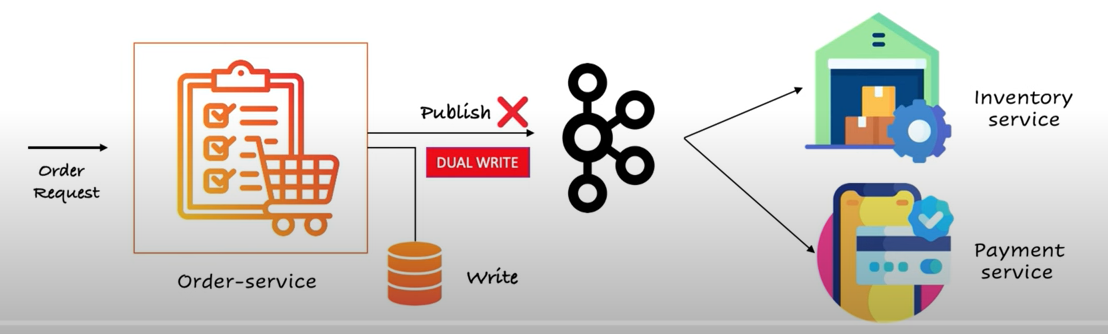 Order
Request
Order-service
Publish
DUAL WRITE
Write
Inventory
service
Payment
service